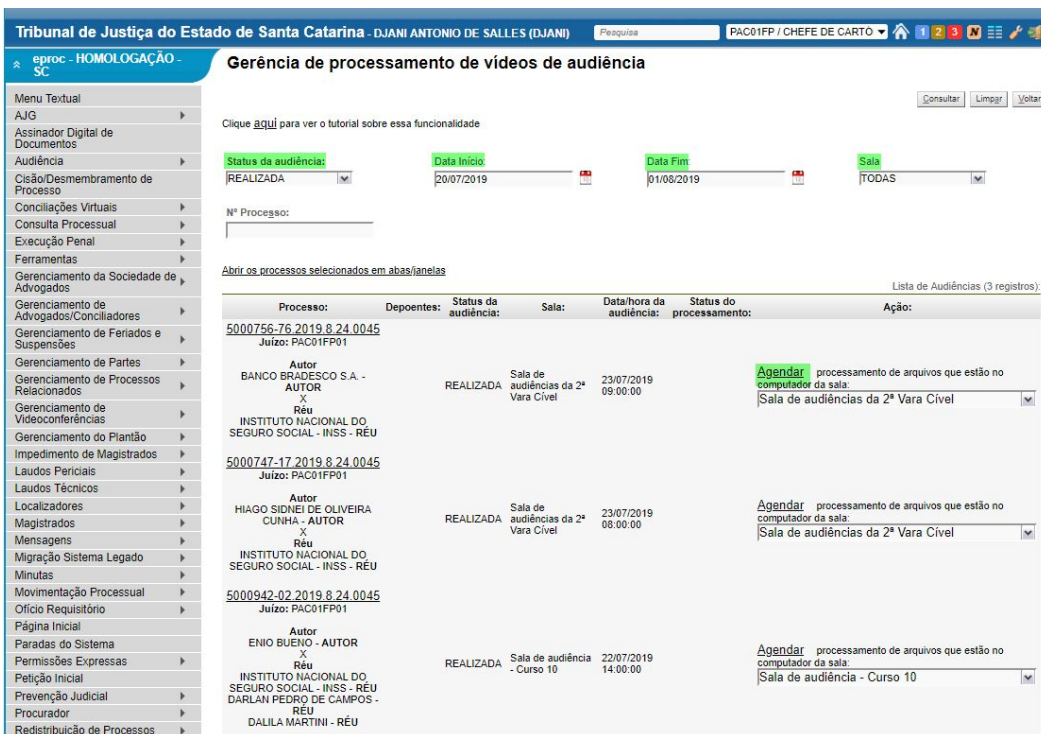 Tribunal de Justiça do Estado de Santa Catarina - DJANI ANTONIO DE SALLES (DJANI)
Pesquisa
PAC01FP / CHEFE DE CARTÓ
1 2 3 N
eproc - HOMOLOGAÇÃO -
SC
Menu Textual
AJG
Assinador Digital de
Documentos
Audiência
Cisão/Desmembramento de
Processo
Conciliações Virtuais
Consulta Processual
Execução Penal
Ferramentas
Gerenciamento da Sociedade de
Advogados
Gerenciamento de
Advogados/Conciliadores
Gerenciamento de Feriados e
Suspensões
Gerenciamento de Partes
Gerenciamento de Processos
Relacionados
Gerenciamento de
Videoconferências
Gerenciamento do Plantão
Impedimento de Magistrados
Laudos Periciais
Laudos Técnicos
Localizadores
Magistrados
Mensagens
Migração Sistema Legado
Minutas
Movimentação Processual
Ofício Requisitório
Página Inicial
Paradas do Sistema
Permissões Expressas
Petição Inicial
Prevenção Judicial
Procurador
Redistribuição de Processos
Gerência de processamento de vídeos de audiência
Consultar Limpar Voltar
Clique aqui para ver o tutorial sobre essa funcionalidade
Status da audiência: Data Início: Data Fim: Sala
REALIZADA 20/07/2019 01/08/2019 TODAS
Nº Processo:
Abrir os processos selecionados em abas/janelas
Lista de Audiências (3 registros):
Processo: Depoentes: Status da audiência: Sala: Data/hora da audiência: Status do processamento: Ação:
5000756-76.2019.8.24.0045
Juízo: PAC01FP01
Autor
BANCO BRADESCO S.A. -
AUTOR
X
Réu
INSTITUTO NACIONAL DO
SEGURO SOCIAL - INSS - RÉU
REALIZADA
Sala de
audiências da 2ª
Vara Cível
23/07/2019
09:00:00
Agendar processamento de arquivos que estão no
computador da sala:
Sala de audiências da 2ª Vara Cível
5000747-17.2019.8.24.0045
Juízo: PAC01FP01
Autor
HIAGO SIDNEI DE OLIVEIRA
CUNHA - AUTOR
X
Réu
INSTITUTO NACIONAL DO
SEGURO SOCIAL - INSS - RÉU
REALIZADA
Sala de
audiências da 2ª
Vara Cível
23/07/2019
08:00:00
Agendar processamento de arquivos que estão no
computador da sala:
Sala de audiências da 2ª Vara Cível
5000942-02.2019.8.24.0045
Juízo: PAC01FP01
Autor
ENIO BUENO - AUTOR
X
Réu
INSTITUTO NACIONAL DO
SEGURO SOCIAL - INSS - RÉU
DARLAN PEDRO DE CAMPOS -
RÉU
DALILA MARTINI - RÉU
REALIZADA
Sala de audiência
- Curso 10
22/07/2019
14:00:00
Agendar processamento de arquivos que estão no
computador da sala:
Sala de audiência - Curso 10